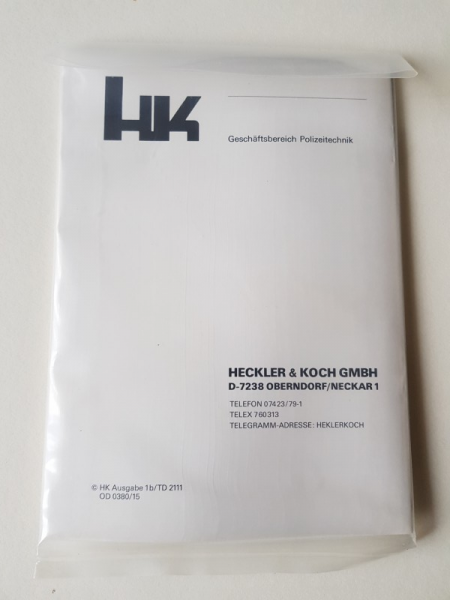 HK
Geschäftsbereich Polizeitechnik
HECKLER & KOCH GMBH
D-7238 OBERNDORF/NECKAR 1
TELEFON 07423/79-1
TELEX 760313
TELEGRAMM-ADRESSE: HEKLERKOCH
© HK Ausgabe 1b/TD 2111
OD 0380/15